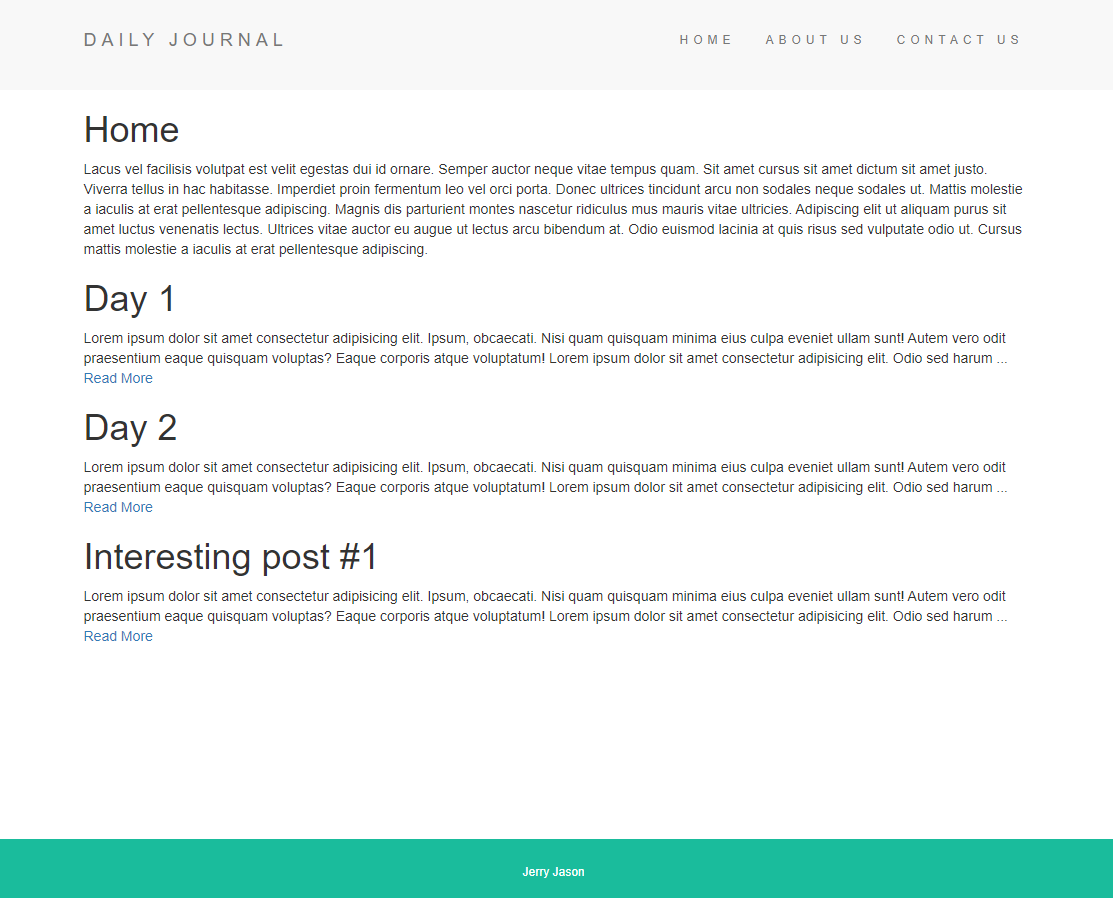 DAILY JOURNAL
HOME ABOUT US CONTACT US
Home
Lacus vel facilisis volutpat est velit egestas dui id ornare. Semper auctor neque vitae tempus quam. Sit amet cursus sit amet dictum sit amet justo.
Viverra tellus in hac habitasse. Imperdiet proin fermentum leo vel orci porta. Donec ultrices tincidunt arcu non sodales neque sodales ut. Mattis molestie
a iaculis at erat pellentesque adipiscing. Magnis dis parturient montes nascetur ridiculus mus mauris vitae ultricies. Adipiscing elit ut aliquam purus sit
amet luctus venenatis lectus. Ultrices vitae auctor eu augue ut lectus arcu bibendum at. Odio euismod lacinia at quis risus sed vulputate odio ut. Cursus
mattis molestie a iaculis at erat pellentesque adipiscing.
Day 1
Lorem ipsum dolor sit amet consectetur adipisicing elit. Ipsum, obcaecati. Nisi quam quisquam minima eius culpa eveniet ullam sunt! Autem vero odit
praesentium eaque quisquam voluptas? Eaque corporis atque voluptatum! Lorem ipsum dolor sit amet consectetur adipisicing elit. Odio sed harum ...
Read More
Day 2
Lorem ipsum dolor sit amet consectetur adipisicing elit. Ipsum, obcaecati. Nisi quam quisquam minima eius culpa eveniet ullam sunt! Autem vero odit
praesentium eaque quisquam voluptas? Eaque corporis atque voluptatum! Lorem ipsum dolor sit amet consectetur adipisicing elit. Odio sed harum ...
Read More
Interesting post #1
Lorem ipsum dolor sit amet consectetur adipisicing elit. Ipsum, obcaecati. Nisi quam quisquam minima eius culpa eveniet ullam sunt! Autem vero odit
praesentium eaque quisquam voluptas? Eaque corporis atque voluptatum! Lorem ipsum dolor sit amet consectetur adipisicing elit. Odio sed harum ...
Read More
Jerry Jason